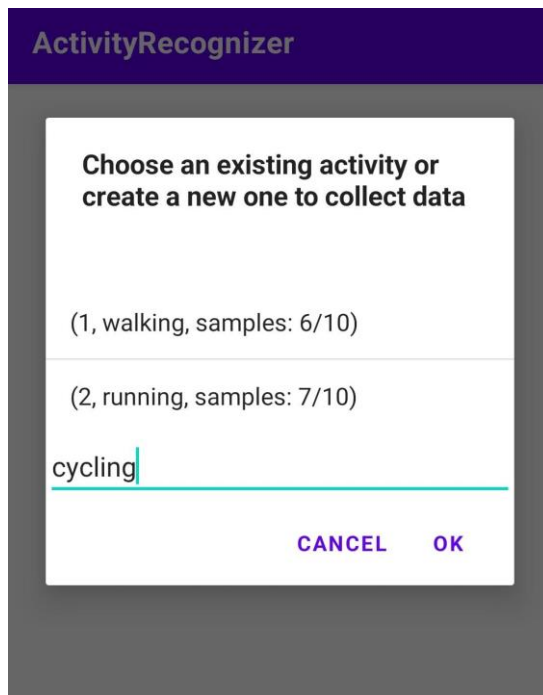 ActivityRecognizer
Choose an existing activity or
create a new one to collect data
(1, walking, samples: 6/10)
(2, running, samples: 7/10)
cycling
CANCEL OK